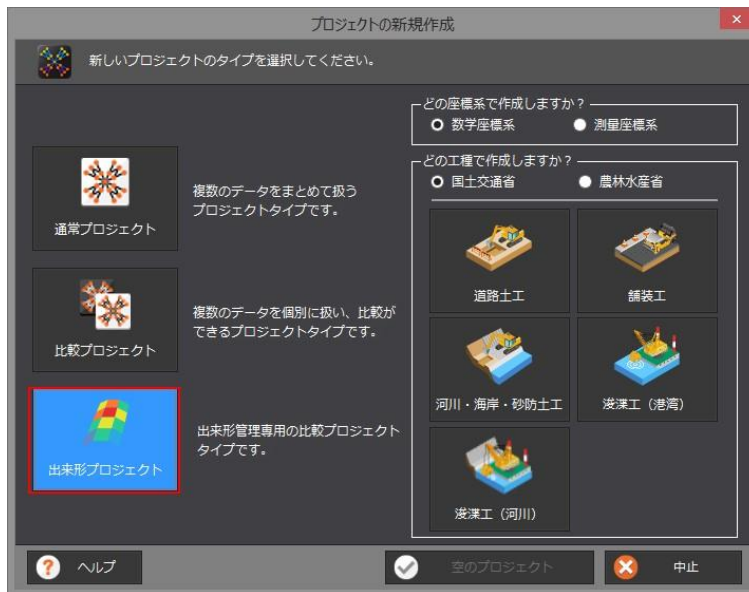 プロジェクトの新規作成
新しいプロジェクトのタイプを選択してください。
通常プロジェクト
複数のデータをまとめて扱う
プロジェクトタイプです。
比較プロジェクト
複数のデータを個別に扱い、比較が
できるプロジェクトタイプです。
出来形プロジェクト
出来形管理専用の比較プロジェクト
タイプです。
どの座標系で作成しますか？
数学座標系 測量座標系
どの工種で作成しますか？
国土交通省 農林水産省
道路土工 舗装工
河川・海岸・砂防土工 浚渫工（港湾）
浚渫工（河川）
ヘルプ 空のプロジェクト 中止